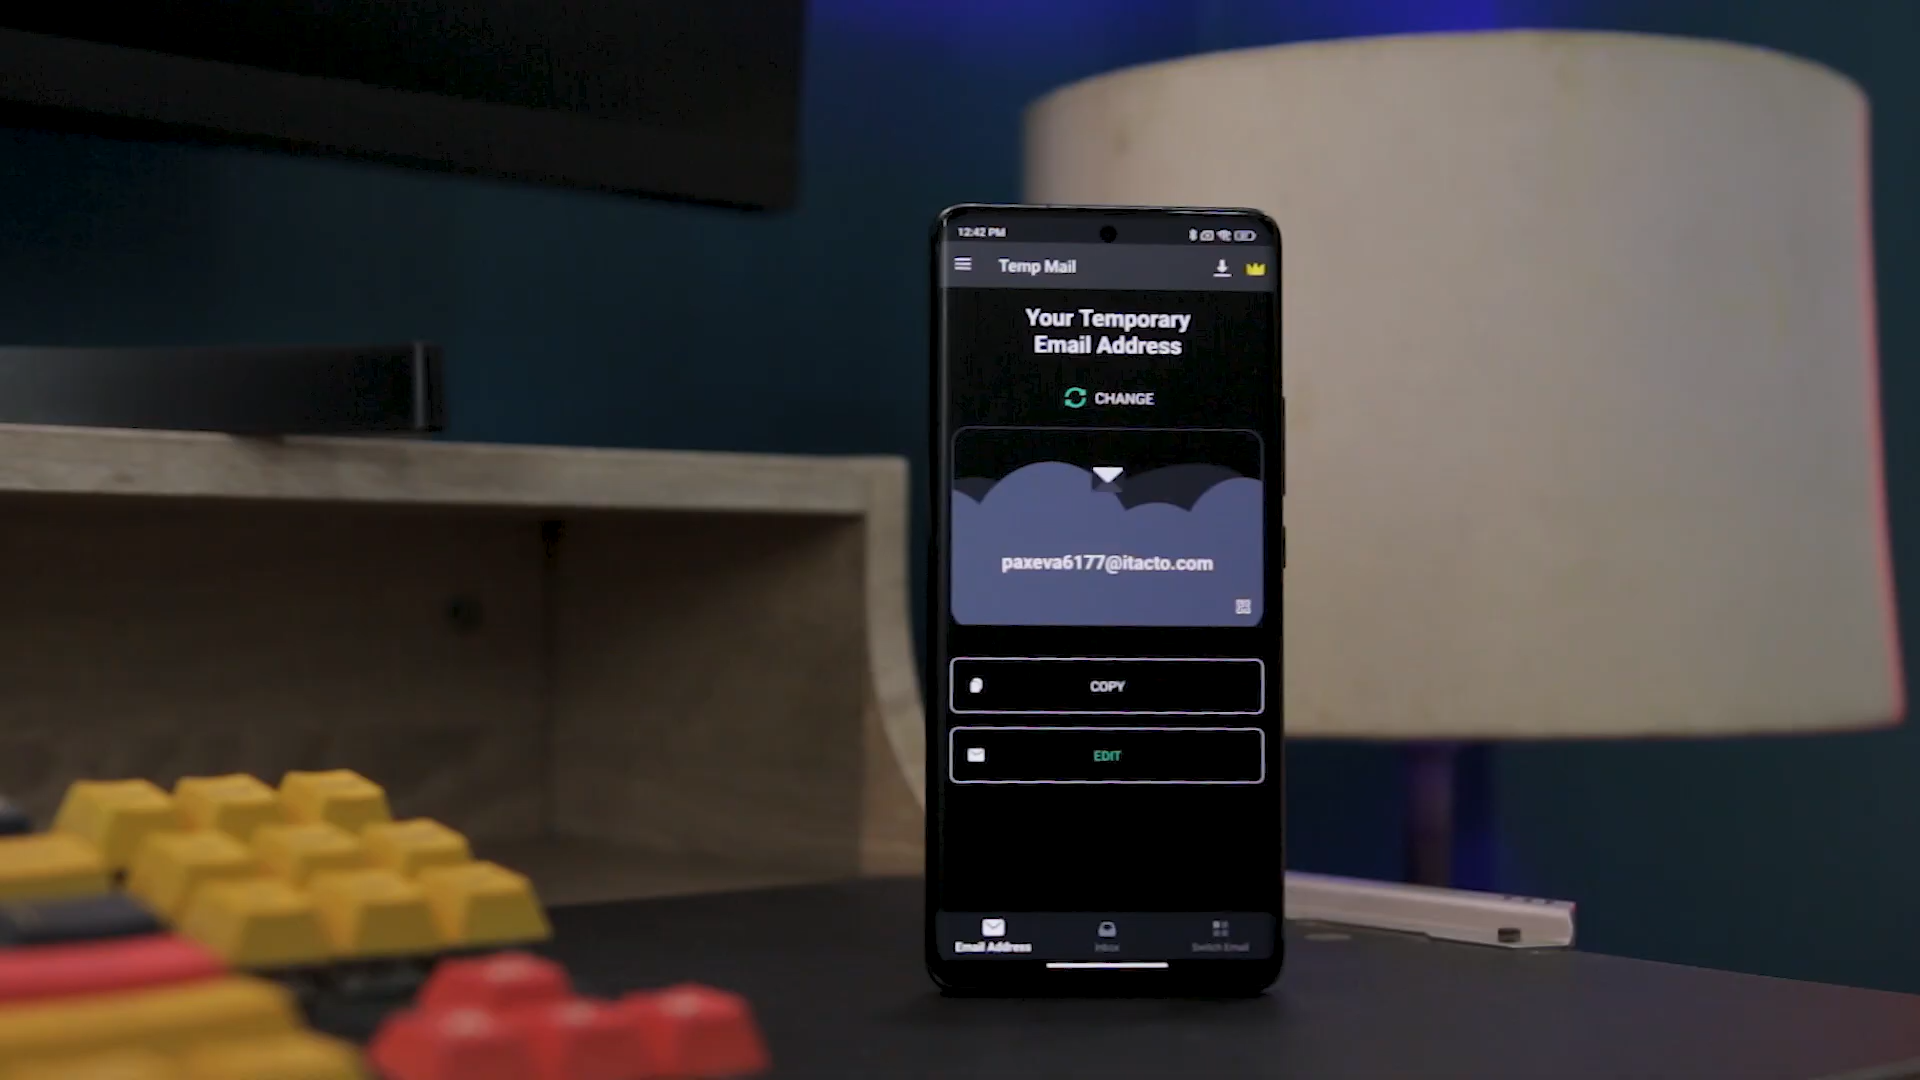 12:42 PM
Temp Mail
Your Temporary
Email Address
CHANGE
paxeva6177@itacto.com
COPY
EDIT
Email Address
Inbox
Switch Email